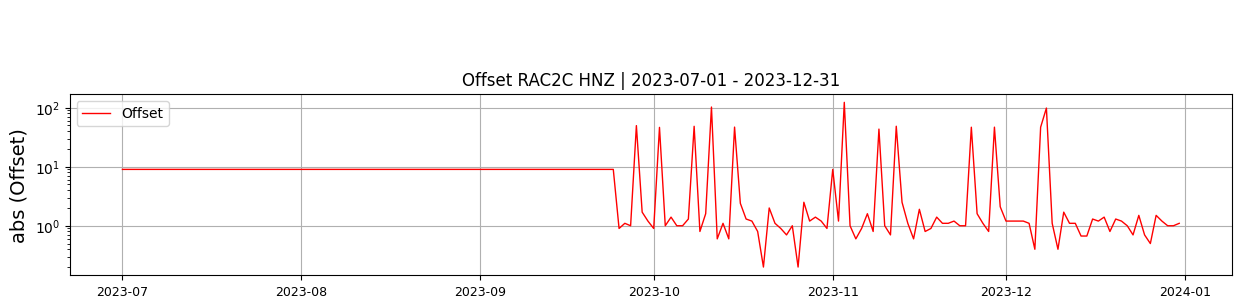 Offset RAC2C HNZ | 2023-07-01 - 2023-12-31
Offset
abs (Offset)
10²
10¹
10⁰
2023-07 2023-08 2023-09 2023-10 2023-11 2023-12 2024-01